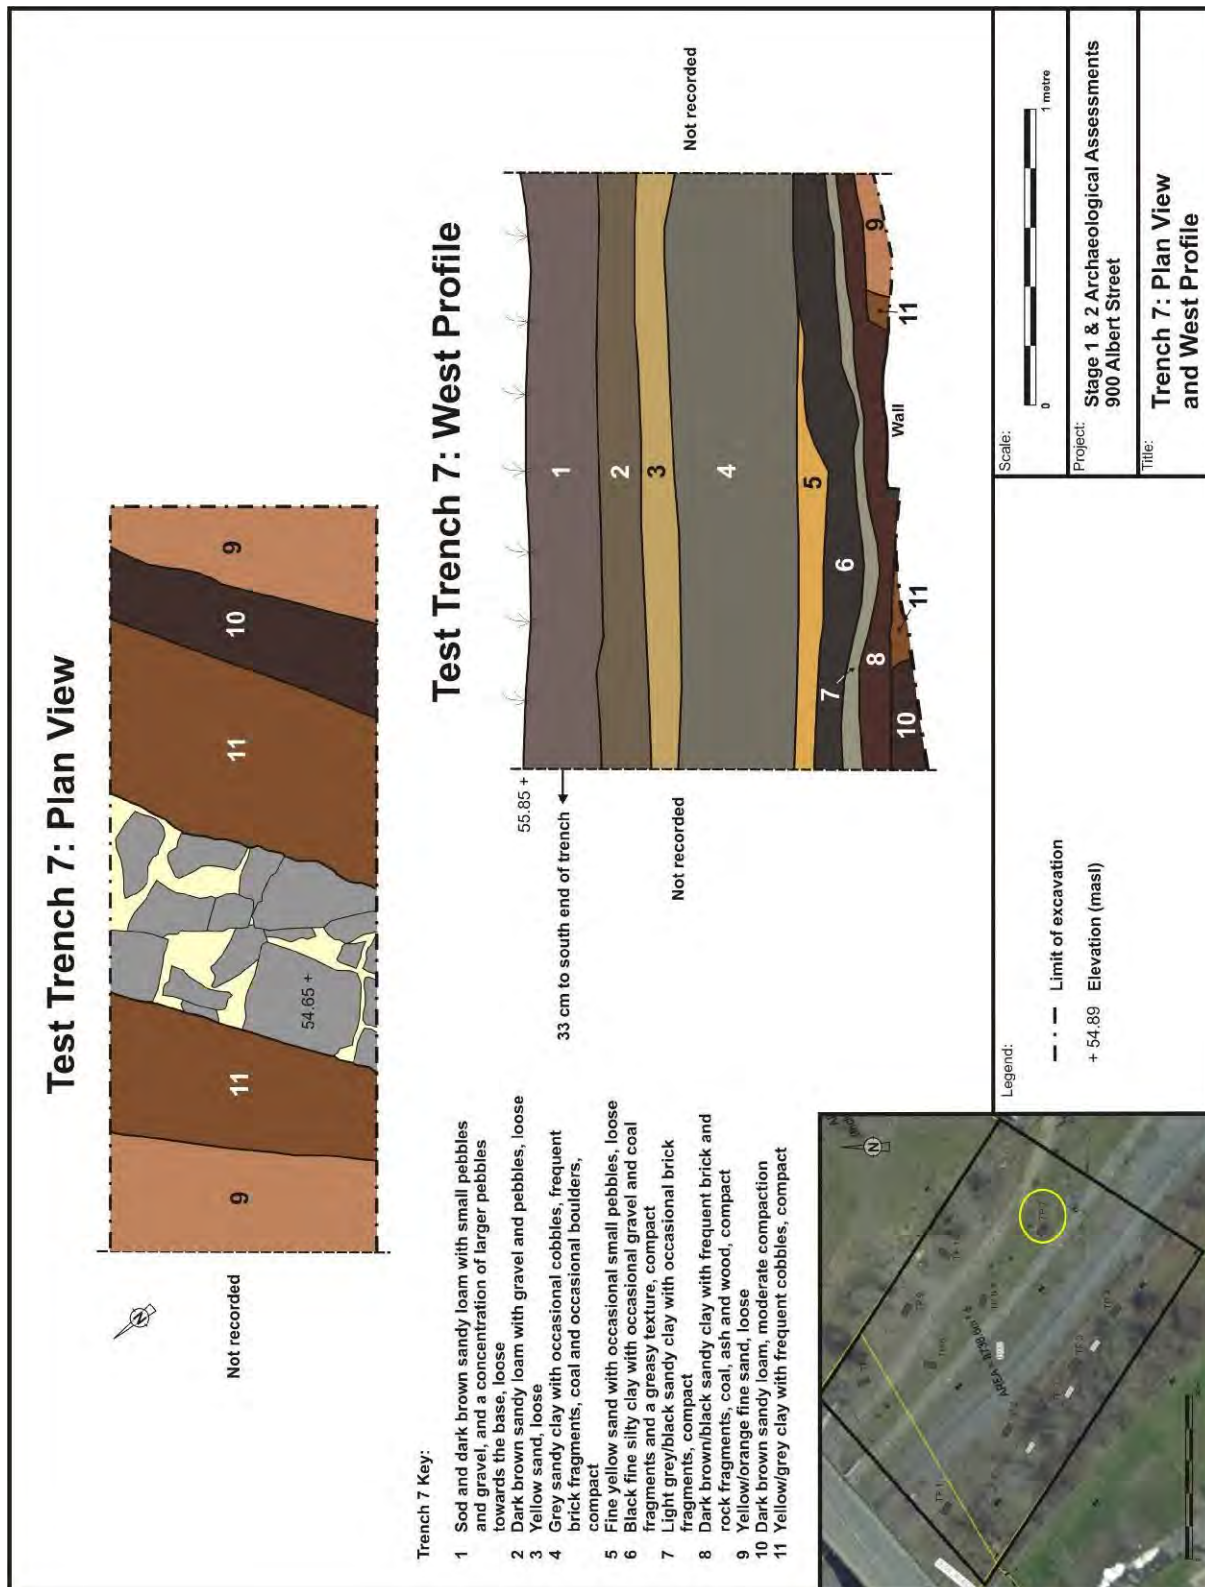 Test Trench 7: Plan View
N
Not recorded
9
11
54.65 +
11
10
9
Test Trench 7: West Profile
55.85 +
33 cm to south end of trench
Not recorded
Not recorded
1
2
3
4
5
6
7
8
9
10
11
11
Wall
Trench 7 Key:
1 Sod and dark brown sandy loam with small pebbles
and gravel, and a concentration of larger pebbles
towards the base, loose
2 Dark brown sandy loam with gravel and pebbles, loose
3 Yellow sand, loose
4 Grey sandy clay with occasional cobbles, frequent
brick fragments, coal and occasional boulders,
compact
5 Fine yellow sand with occasional small pebbles, loose
6 Black fine silty clay with occasional gravel and coal
fragments and a greasy texture, compact
7 Light grey/black sandy clay with occasional brick
fragments, compact
8 Dark brown/black sandy clay with frequent brick and
rock fragments, coal, ash and wood, compact
9 Yellow/orange fine sand, loose
10 Dark brown sandy loam, moderate compaction
11 Yellow/grey clay with frequent cobbles, compact
N
Legend:
Limit of excavation
+ 54.89 Elevation (masl)
Scale:
0
1 metre
Project:
Stage 1 & 2 Archaeological Assessments
900 Albert Street
Title:
Trench 7: Plan View
and West Profile